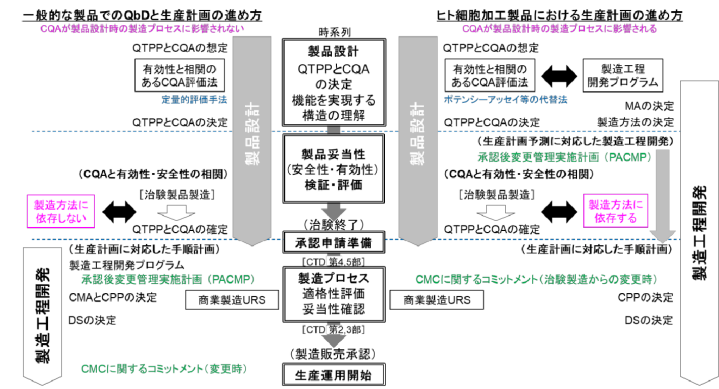 一般的な製品でのQbDと生産計画の進め方
CQAが製品設計時の製造プロセスに影響されない
QTPPとCQAの想定
有効性と相関の
あるCQA評価法
定量的評価手法
QTPPとCQAの決定
製品設計
(CQAと有効性・安全性の相関)
[治験製品製造]
製造方法に
依存しない
QTPPとCQAの確定
(生産計画に対応した手順計画)
製造工程開発プログラム
承認後変更管理実施計画(PACMP)
CMAとCPPの決定
商業製造URS
DSの決定
CMCに関するコミットメント(変更時)
製造工程開発
時系列
製品設計
QTPPとCQA
の決定
機能を実現する
構造の理解
製品妥当性
(安全性・有効性)
検証・評価
(治験終了)
承認申請準備
[CTD 第4,5部]
製造プロセス
適格性評価
妥当性確認
[CTD 第2,3部]
(製造販売承認)
生産運用開始
ヒト細胞加工製品における生産計画の進め方
CQAが製品設計時の製造プロセスに影響される
QTPPとCQAの想定
有効性と相関の
あるCQA評価法
製造工程
開発プログラム
ポテンシーアッセイ等の代替法
MAの決定
QTPPとCQAの決定
製造方法の決定
製品設計
(生産計画予測に対応した製造工程開発)
承認後変更管理実施計画(PACMP)
(CQAと有効性・安全性の相関)
[治験製品製造]
製造方法に
依存する
QTPPとCQAの確定
(生産計画に対応した手順計画)
CMCに関するコミットメント(治験製造からの変更時)
商業製造URS
CPPの決定
DSの決定
製造工程開発